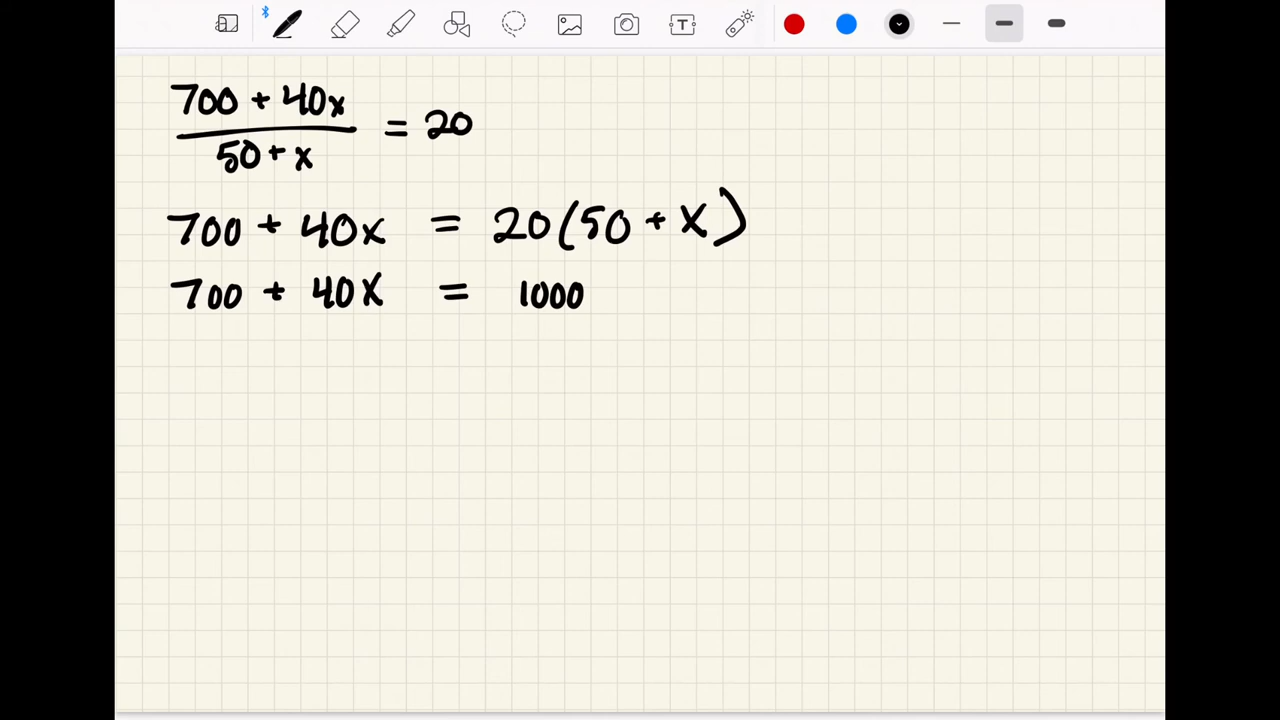 700 + 40x
50 + x
= 20
700 + 40x = 20(50 + x)
700 + 40x = 1000